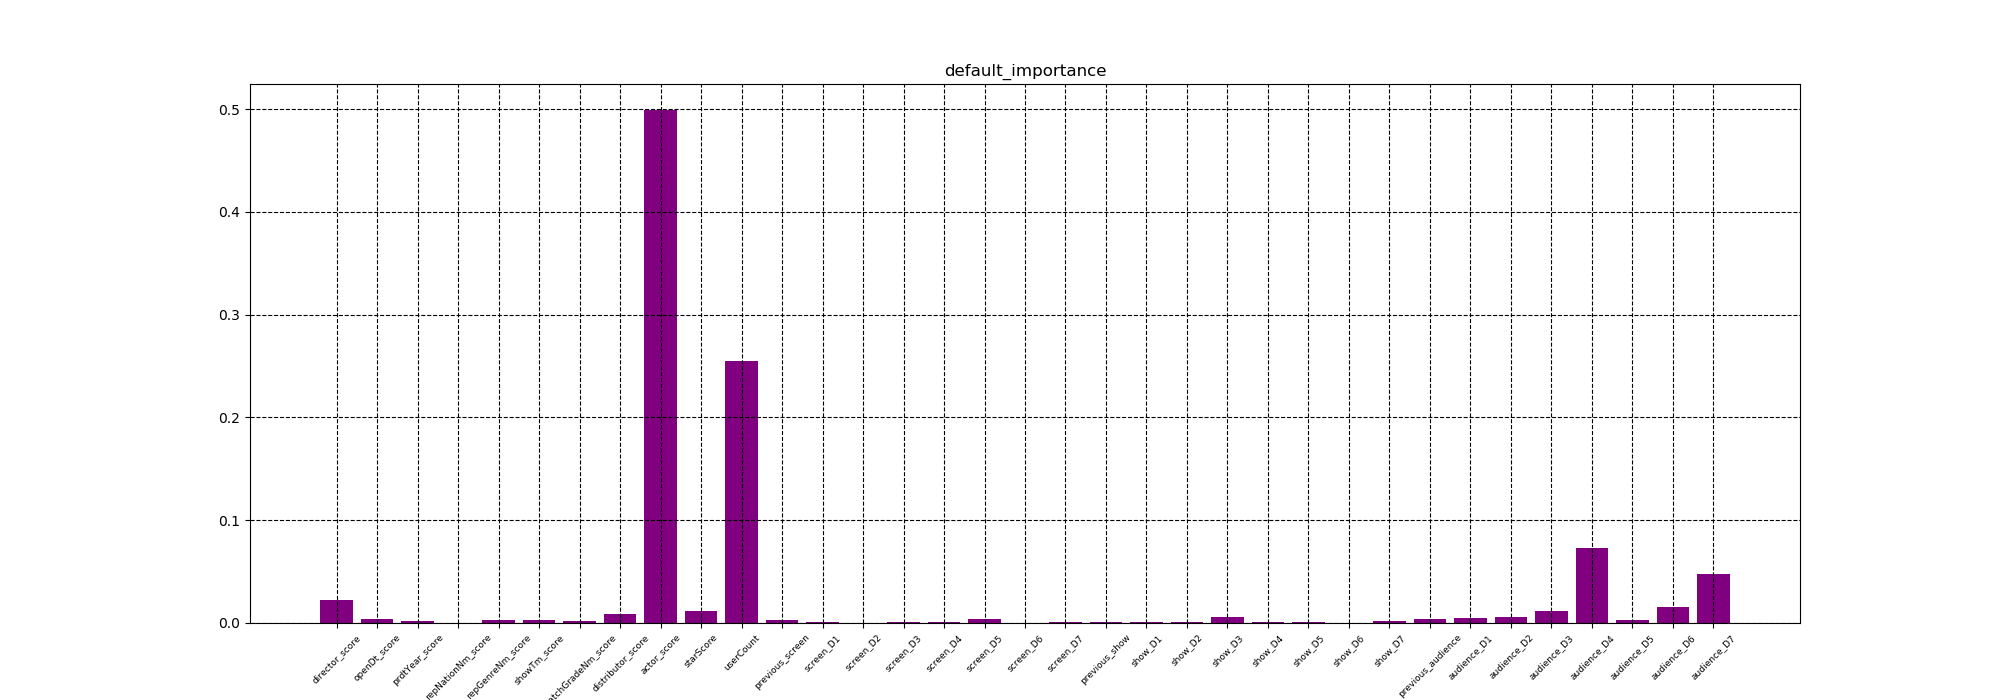 default_importance
0.5
0.4
0.3
0.2
0.1
0.0
director_score
openDt_score
prdtYear_score
repNationNm_score
repGenreNm_score
showTm_score
atchGradeNm_score
distributor_score
actor_score
starScore
userCount
previous_screen
screen_D1
screen_D2
screen_D3
screen_D4
screen_D5
screen_D6
screen_D7
previous_show
show_D1
show_D2
show_D3
show_D4
show_D5
show_D6
show_D7
previous_audience
audience_D1
audience_D2
audience_D3
audience_D4
audience_D5
audience_D6
audience_D7